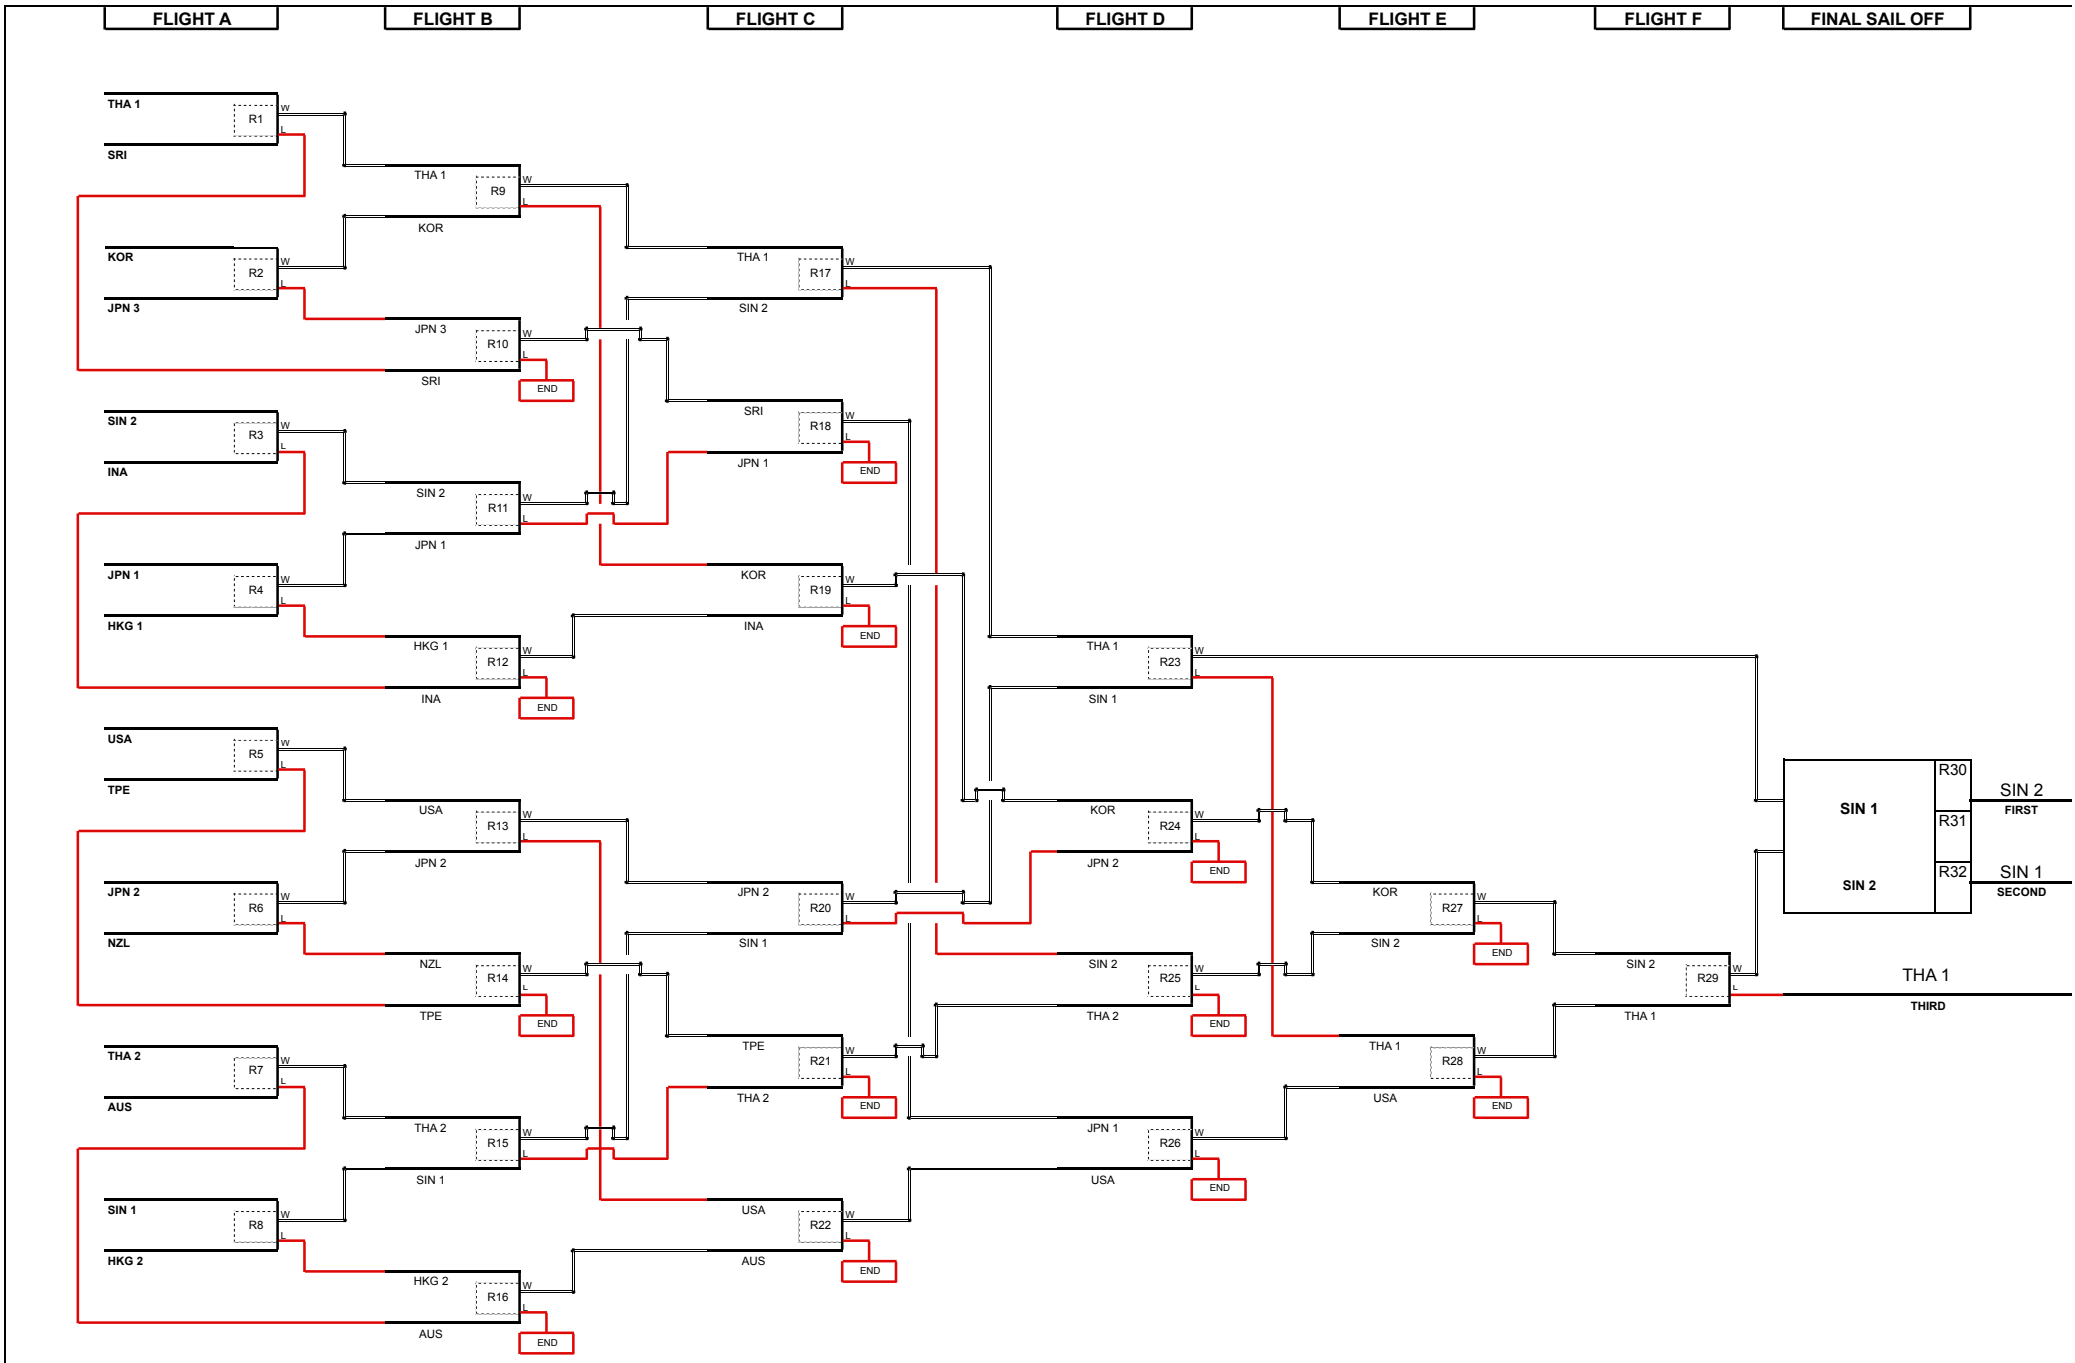 FLIGHT A FLIGHT B FLIGHT C FLIGHT D FLIGHT E FLIGHT F FINAL SAIL OFF
THA 1
R1
W
L
SRI
KOR
R2
W
L
JPN 3
SIN 2
R3
W
L
INA
JPN 1
R4
W
L
HKG 1
USA
R5
W
L
TPE
JPN 2
R6
W
L
NZL
THA 2
R7
W
L
AUS
SIN 1
R8
W
L
HKG 2
THA 1
R9
W
L
KOR
JPN 3
R10
W
L
SRI
END
SIN 2
R11
W
L
JPN 1
HKG 1
R12
W
L
INA
END
USA
R13
W
L
JPN 2
NZL
R14
W
L
TPE
END
THA 2
R15
W
L
SIN 1
HKG 2
R16
W
L
AUS
END
THA 1
R17
W
L
SIN 2
SRI
R18
W
L
JPN 1
END
KOR
R19
W
L
INA
END
JPN 2
R20
W
L
SIN 1
TPE
R21
W
L
THA 2
END
USA
R22
W
L
AUS
END
THA 1
R23
W
L
SIN 1
KOR
R24
W
L
JPN 2
END
SIN 2
R25
W
L
THA 2
END
JPN 1
R26
W
L
USA
END
KOR
R27
W
L
SIN 2
END
THA 1
R28
W
L
USA
END
SIN 2
R29
W
L
THA 1
SIN 1
SIN 2
R30
R31
R32
SIN 2
FIRST
SIN 1
SECOND
THA 1
THIRD